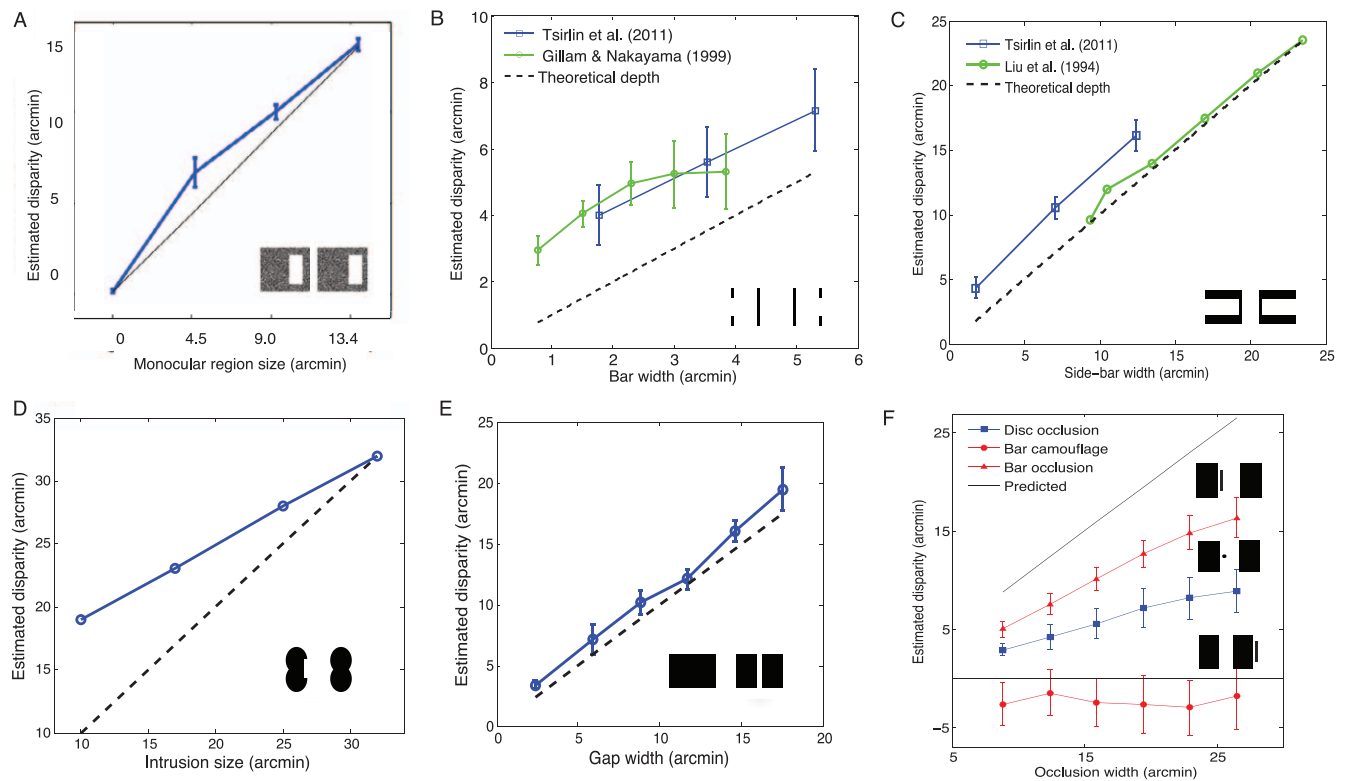 A
15
10
5
0
Estimated disparity (arcmin)
0 4.5 9.0 13.4
Monocular region size (arcmin)
B
10
8
6
4
2
0
Estimated disparity (arcmin)
Tsirlin et al. (2011)
Gillam & Nakayama (1999)
Theoretical depth
0 1 2 3 4 5 6
Bar width (arcmin)
C
25
20
15
10
5
0
Estimated disparity (arcmin)
Tsirlin et al. (2011)
Liu et al. (1994)
Theoretical depth
0 5 10 15 20 25
Side-bar width (arcmin)
D
35
30
25
20
15
10
Estimated disparity (arcmin)
10 15 20 25 30
Intrusion size (arcmin)
E
25
20
15
10
5
0
Estimated disparity (arcmin)
0 5 10 15 20
Gap width (arcmin)
F
25
15
5
−5
Estimated disparity (arcmin)
Disc occlusion
Bar camouflage
Bar occlusion
Predicted
5 15 25
Occlusion width (arcmin)